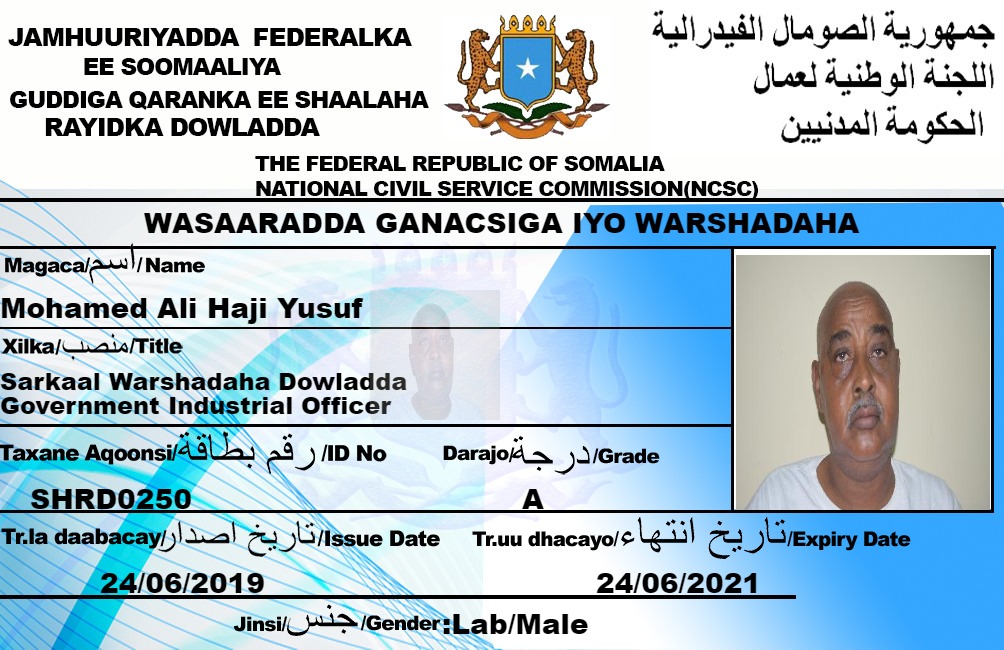 JAMHUURIYADDA FEDERALKA
EE SOOMAALIYA
GUDDIGA QARANKA EE SHAALAHA
RAYIDKA DOWLADDA
جمهورية الصومال الفيدرالية
اللجنة الوطنية لعمال
الحكومة المدنيين
THE FEDERAL REPUBLIC OF SOMALIA
NATIONAL CIVIL SERVICE COMMISSION(NCSC)
WASAARADDA GANACSIGA IYO WARSHADAHA
Magaca/اسم/Name
Mohamed Ali Haji Yusuf
Xilka/منصب/Title
Sarkaal Warshadaha Dowladda
Government Industrial Officer
Taxane Aqoonsi/رقم بطاقة/ID No Darajo/درجة/Grade
SHRD0250 A
Tr.la daabacay/تاريخ اصدار/Issue Date Tr.uu dhacayo/تاريخ انتهاء/Expiry Date
24/06/2019 24/06/2021
Jinsi/جنس/Gender:Lab/Male